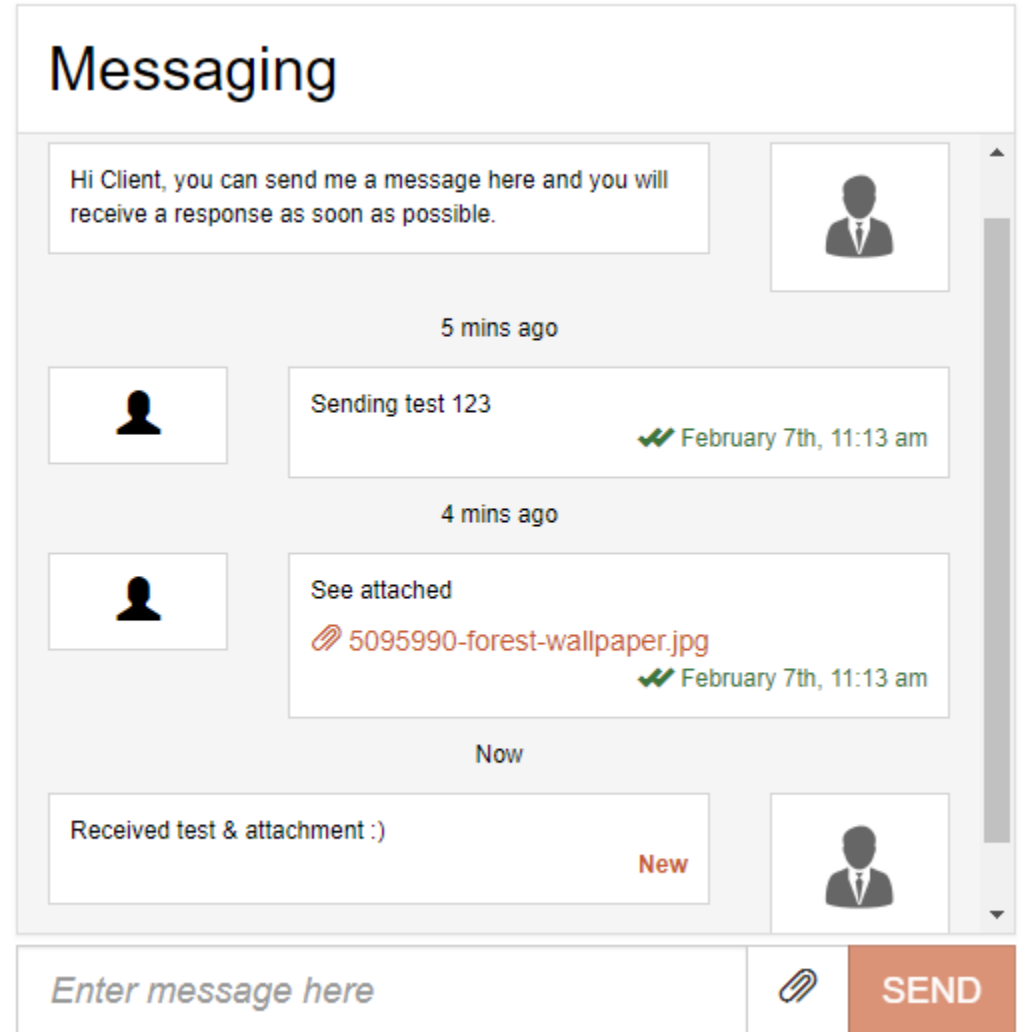 Messaging
Hi Client, you can send me a message here and you will
receive a response as soon as possible.
5 mins ago
Sending test 123
February 7th, 11:13 am
4 mins ago
See attached
5095990-forest-wallpaper.jpg
February 7th, 11:13 am
Now
Received test & attachment :)
New
Enter message here
SEND